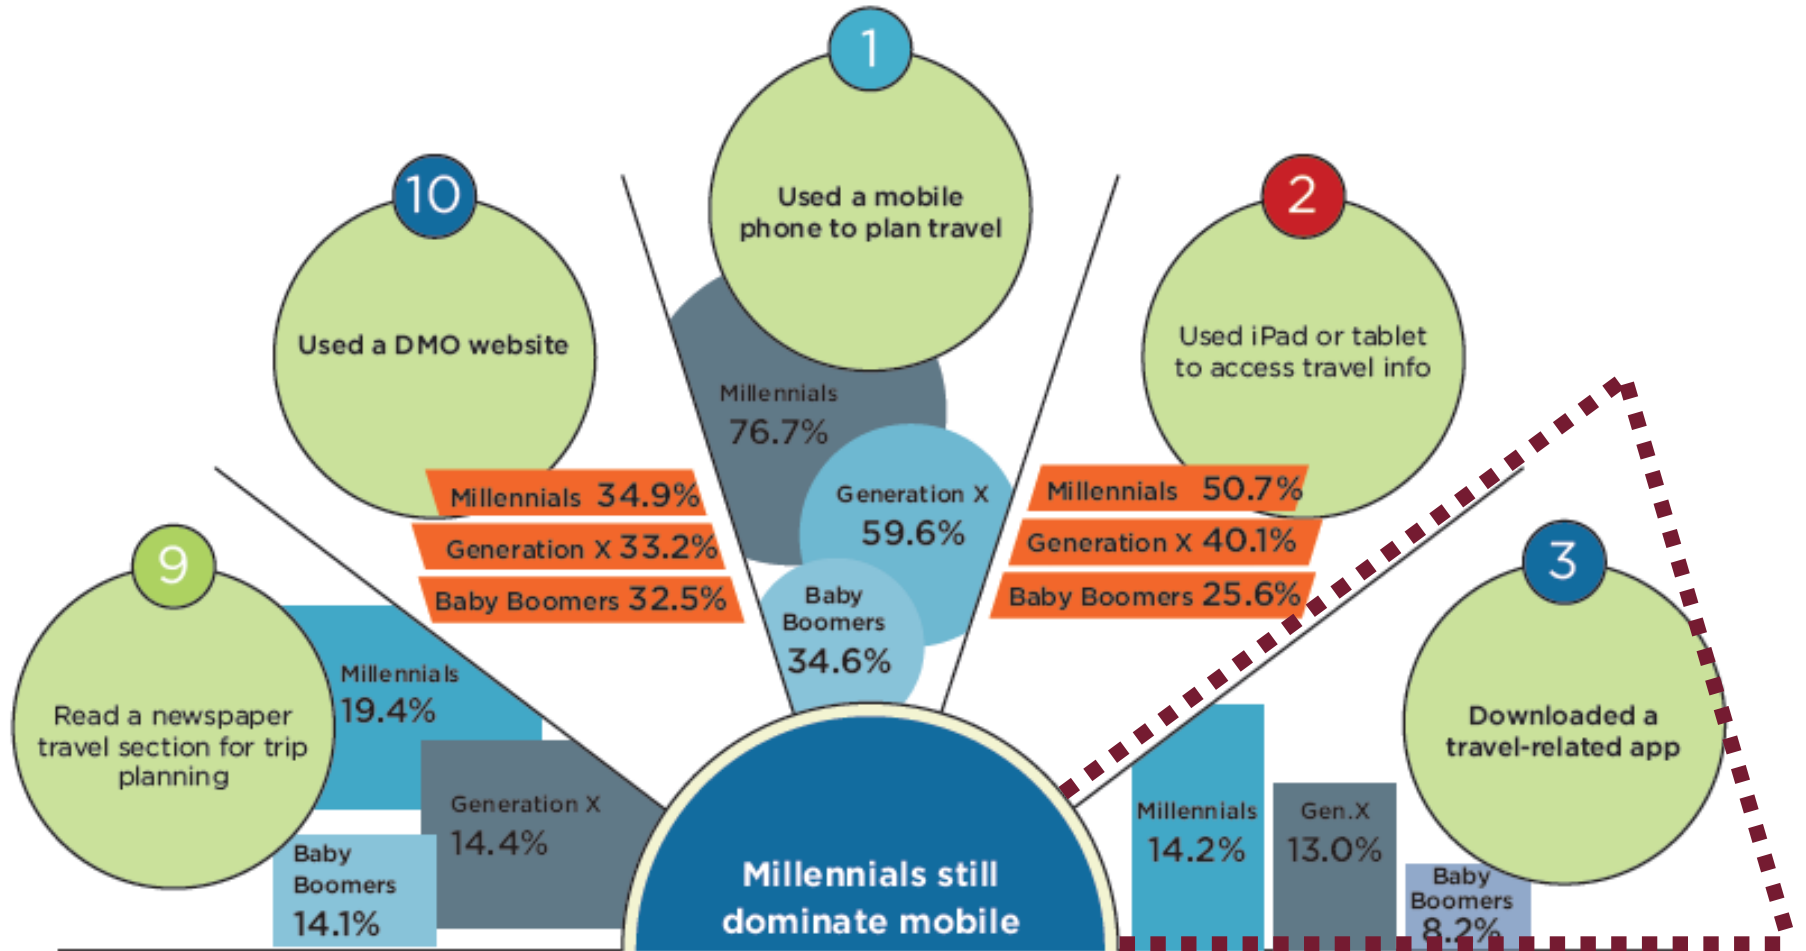 1
Used a mobile
phone to plan travel
Millennials
76.7%
Generation X
59.6%
Baby
Boomers
34.6%
2
Used iPad or tablet
to access travel info
Millennials 50.7%
Generation X 40.1%
Baby Boomers 25.6%
3
Downloaded a
travel-related app
Millennials
14.2%
Gen.X
13.0%
Baby
Boomers
8.2%
9
Read a newspaper
travel section for trip
planning
Millennials
19.4%
Generation X
14.4%
Baby
Boomers
14.1%
10
Used a DMO website
Millennials 34.9%
Generation X 33.2%
Baby Boomers 32.5%
Millennials still
dominate mobile